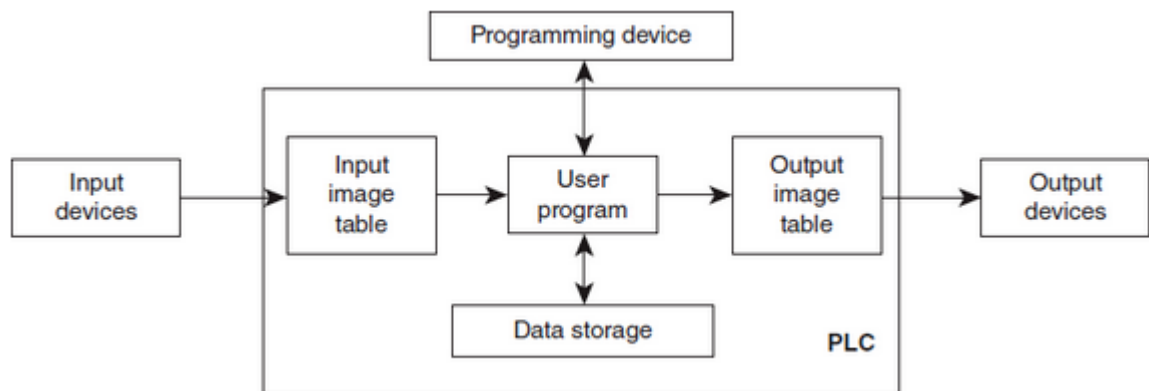 Programming device
Input
devices
Input
image
table
User
program
Output
image
table
Output
devices
Data storage
PLC